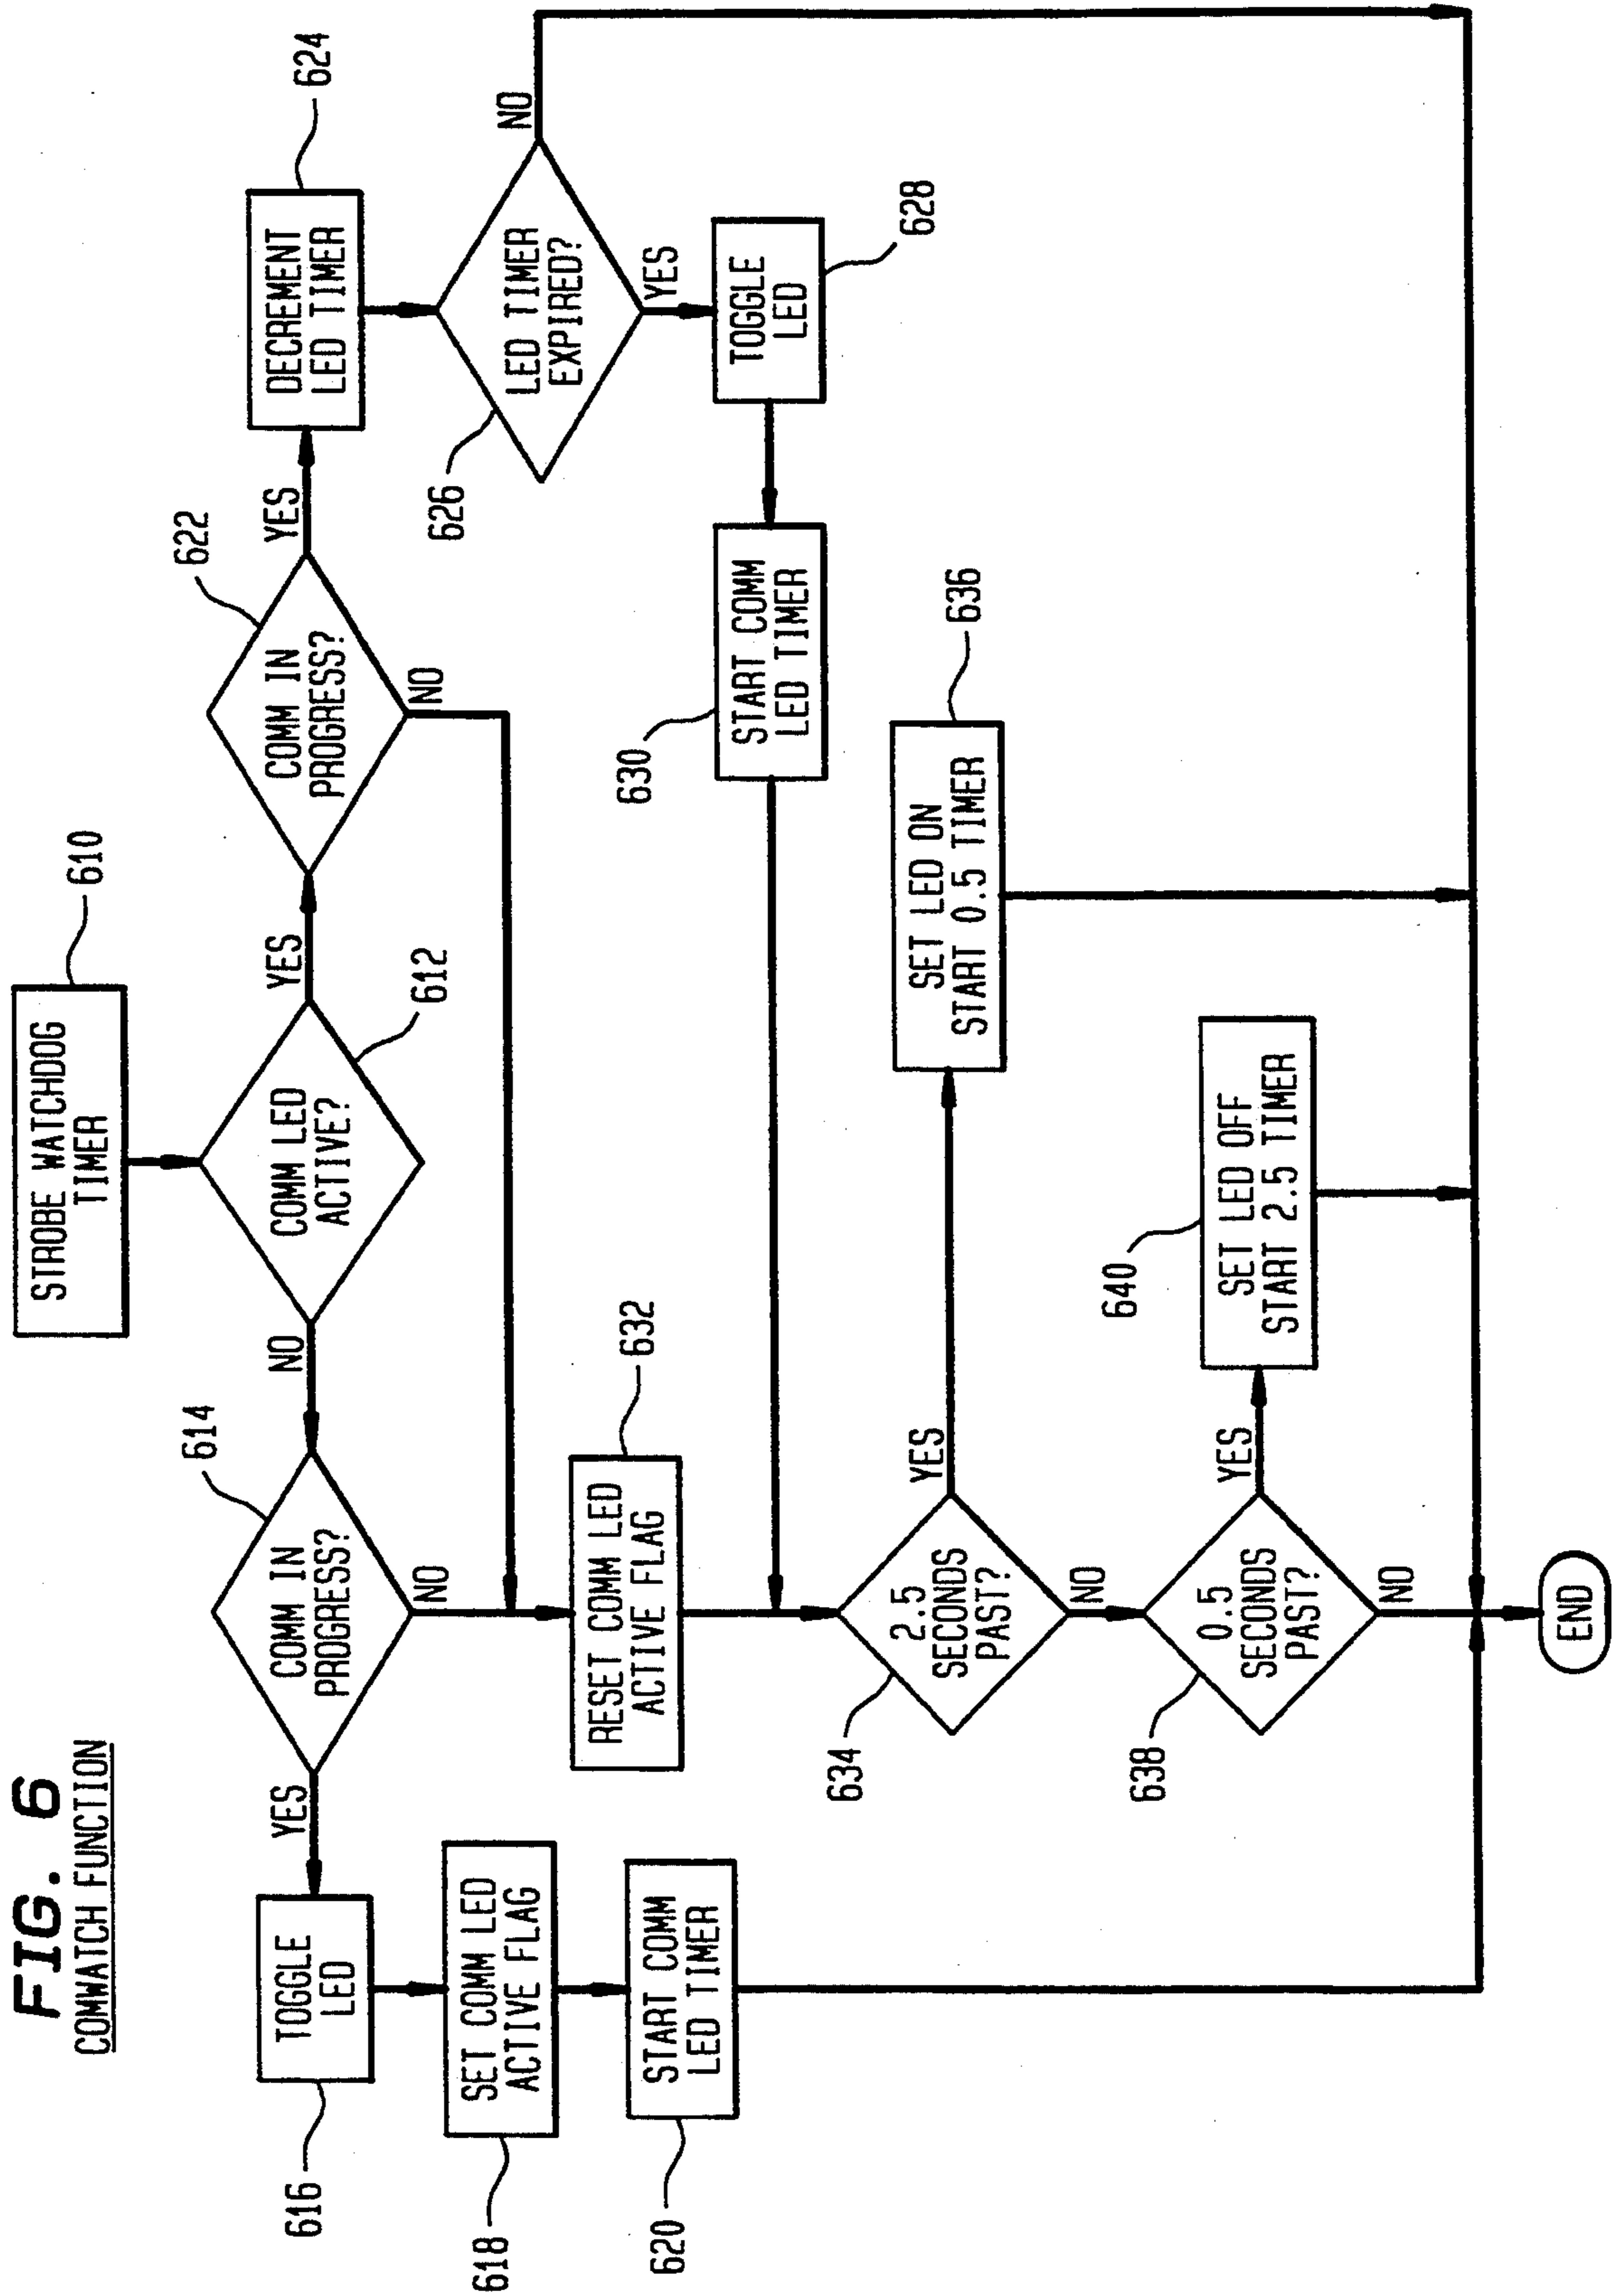 FIG. 6
COMWATCH FUNCTION
STROBE WATCHDOG
TIMER
610
COMM LED
ACTIVE?
612
NO
YES
COMM IN
PROGRESS?
614
YES
NO
TOGGLE
LED
616
SET COMM LED
ACTIVE FLAG
618
START COMM
LED TIMER
620
COMM IN
PROGRESS?
622
YES
NO
DECREMENT
LED TIMER
624
LED TIMER
EXPIRED?
626
NO
YES
TOGGLE
LED
628
START COMM
LED TIMER
630
RESET COMM LED
ACTIVE FLAG
632
2.5
SECONDS
PAST?
634
YES
NO
SET LED ON
START 0.5 TIMER
636
0.5
SECONDS
PAST?
638
YES
NO
SET LED OFF
START 2.5 TIMER
640
END